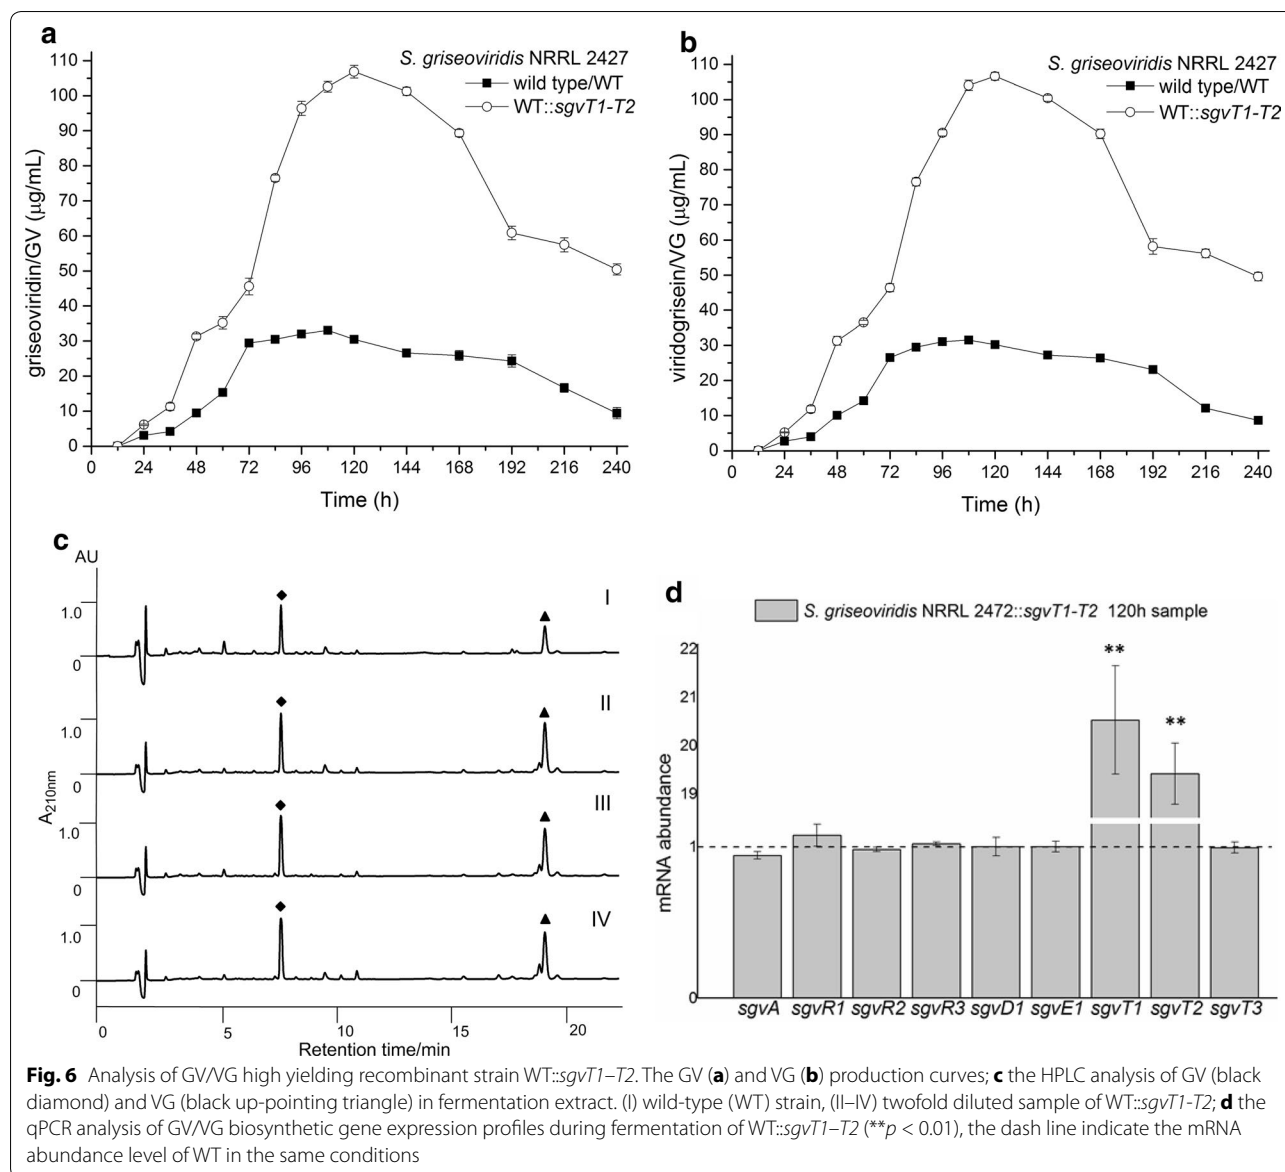 a
S. griseoviridis NRRL 2427
wild type/WT
WT::sgvT1-T2
griseoviridin/GV (μg/mL)
110
100
90
80
70
60
50
40
30
20
10
0
0 24 48 72 96 120 144 168 192 216 240
Time (h)
b
S. griseoviridis NRRL 2427
wild type/WT
WT::sgvT1-T2
viridogrisein/VG (μg/mL)
110
100
90
80
70
60
50
40
30
20
10
0
0 24 48 72 96 120 144 168 192 216 240
Time (h)
c
AU
A210nm
1.0
0
I
1.0
0
II
1.0
0
III
1.0
0
IV
0 5 10 15 20
Retention time/min
d
S. griseoviridis NRRL 2472::sgvT1-T2 120h sample
mRNA abundance
22
21
20
19
1
0
**
**
sgvA sgvR1 sgvR2 sgvR3 sgvD1 sgvE1 sgvT1 sgvT2 sgvT3
Fig. 6 Analysis of GV/VG high yielding recombinant strain WT::sgvT1–T2. The GV (a) and VG (b) production curves; c the HPLC analysis of GV (black
diamond) and VG (black up-pointing triangle) in fermentation extract. (I) wild-type (WT) strain, (II–IV) twofold diluted sample of WT::sgvT1-T2; d the
qPCR analysis of GV/VG biosynthetic gene expression profiles during fermentation of WT::sgvT1–T2 (**p < 0.01), the dash line indicate the mRNA
abundance level of WT in the same conditions